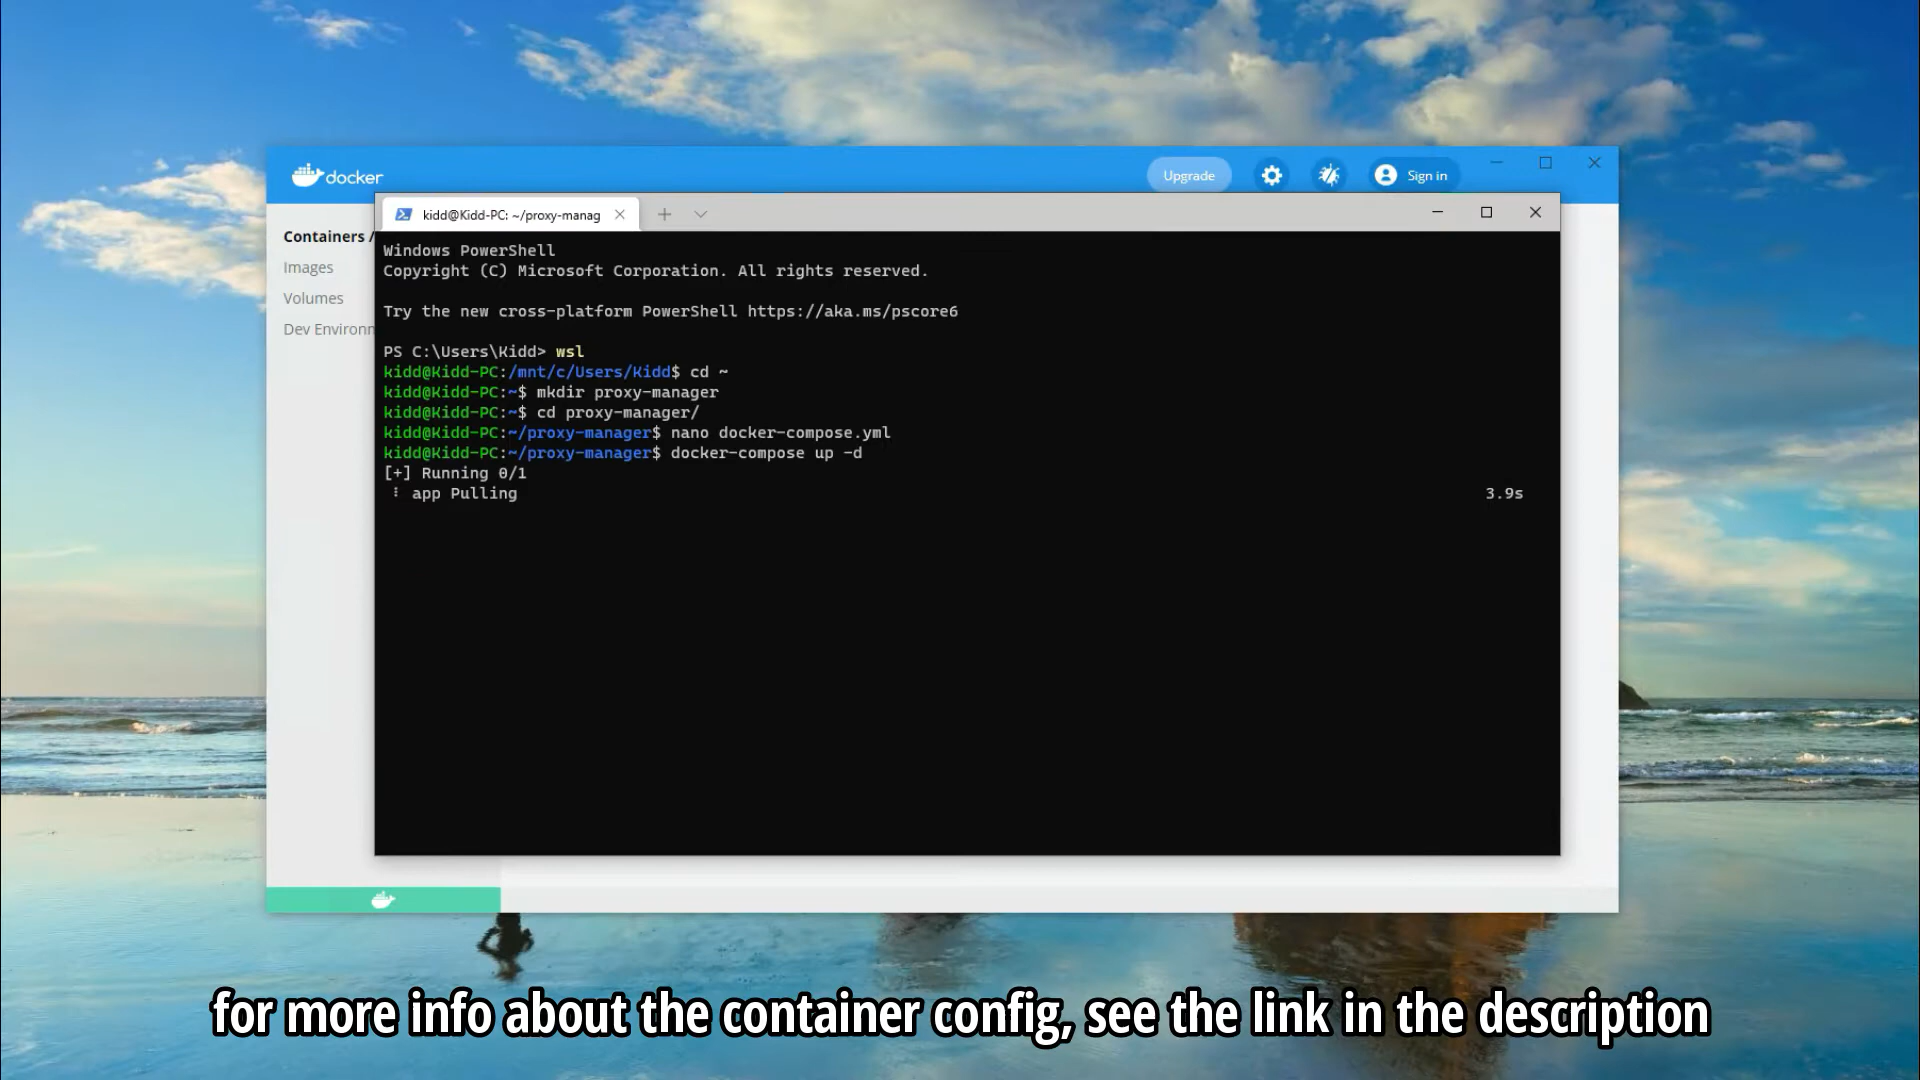 docker
Upgrade
Sign in
kidd@Kidd-PC: ~/proxy-manag
Containers /
Images
Volumes
Dev Environm
Windows PowerShell
Copyright (C) Microsoft Corporation. All rights reserved.
Try the new cross-platform PowerShell https://aka.ms/pscore6
PS C:\Users\Kidd> wsl
kidd@Kidd-PC:/mnt/c/Users/Kidd$ cd ~
kidd@Kidd-PC:~$ mkdir proxy-manager
kidd@Kidd-PC:~$ cd proxy-manager/
kidd@Kidd-PC:~/proxy-manager$ nano docker-compose.yml
kidd@Kidd-PC:~/proxy-manager$ docker-compose up -d
[+] Running 0/1
⠸ app Pulling 3.9s
for more info about the container config, see the link in the description